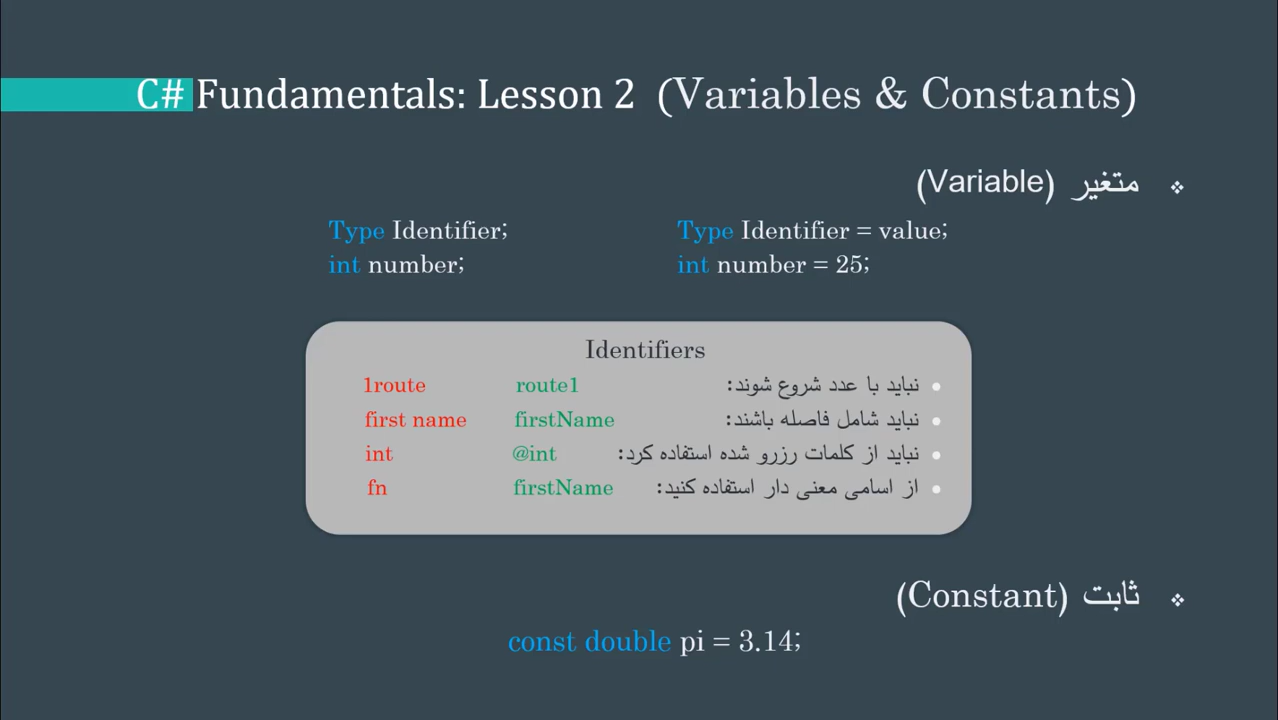 C# Fundamentals: Lesson 2 (Variables & Constants)
❖ متغیر (Variable)
Type Identifier; Type Identifier = value;
int number; int number = 25;
Identifiers
• نباید با عدد شروع شوند: route1 1route
• نباید شامل فاصله باشند: firstName first name
• نباید از کلمات رزرو شده استفاده کرد: @int int
• از اسامی معنی دار استفاده کنید: firstName fn
❖ ثابت (Constant)
const double pi = 3.14;